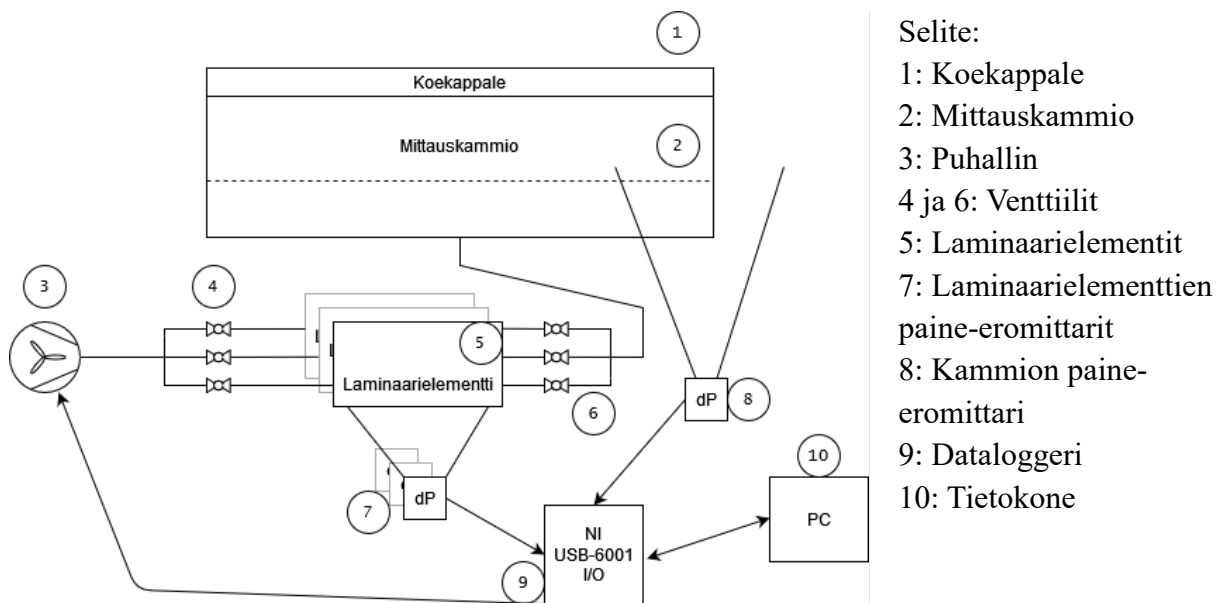 1
Koekappale
Mittauskammio
2
3
4
5
Laminaarielementti
6
dP
8
7
dP
10
PC
NI
USB-6001
I/O
9
Selite:
1: Koekappale
2: Mittauskammio
3: Puhallin
4 ja 6: Venttiilit
5: Laminaarielementit
7: Laminaarielementtien
paine-eromittarit
8: Kammion paine-
eromittari
9: Dataloggeri
10: Tietokone